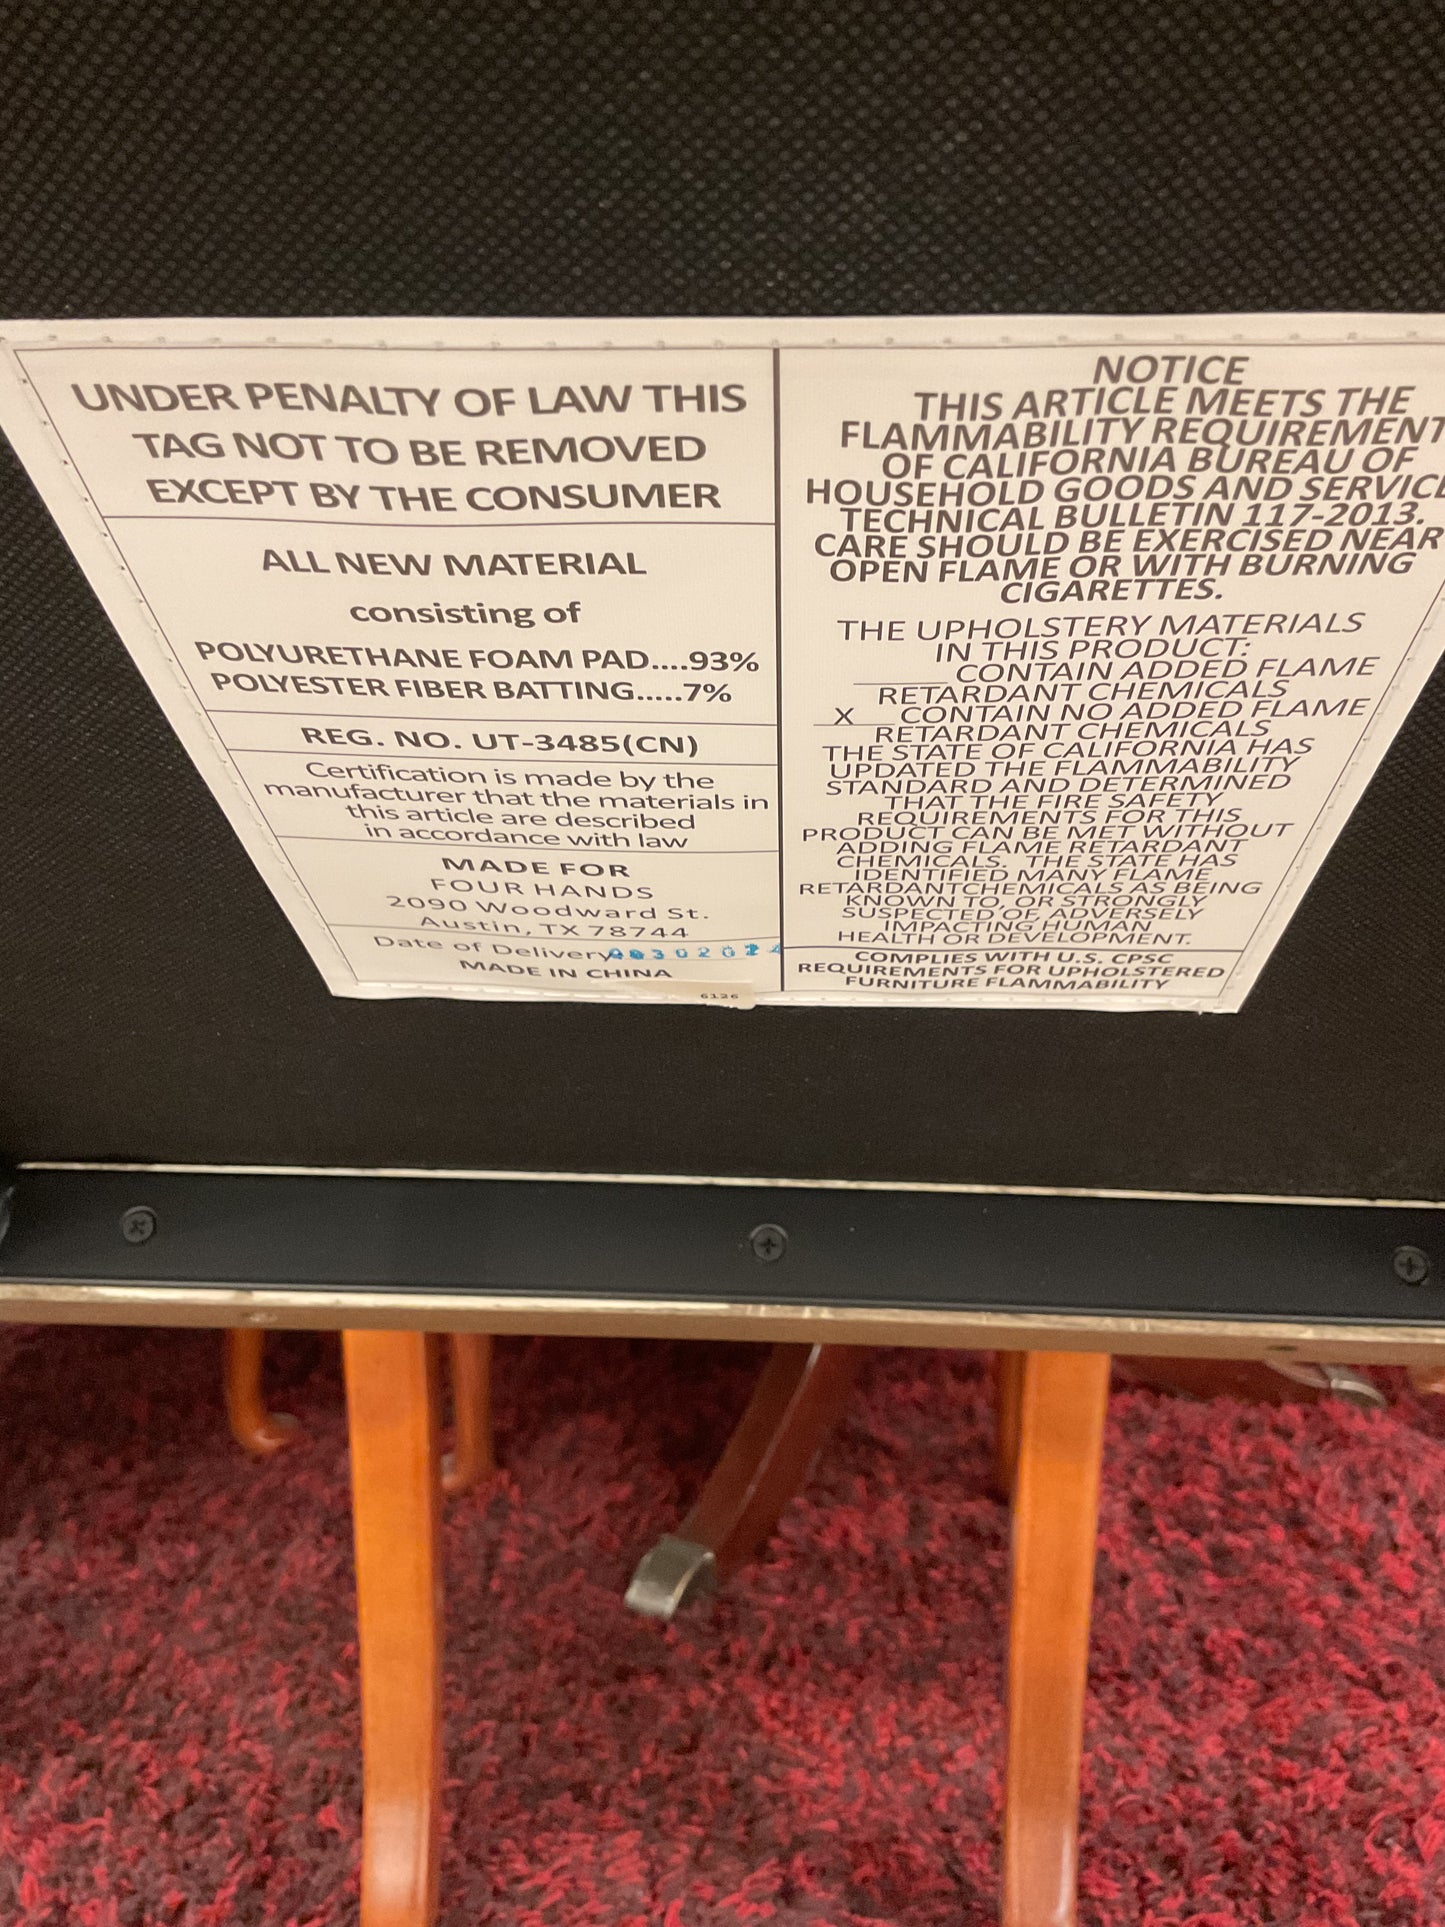 UNDER PENALTY OF LAW THIS
TAG NOT TO BE REMOVED
EXCEPT BY THE CONSUMER
ALL NEW MATERIAL
consisting of
POLYURETHANE FOAM PAD....93%
POLYESTER FIBER BATTING.....7%
REG. NO. UT-3485(CN)
Certification is made by the
manufacturer that the materials in
this article are described
in accordance with law
MADE FOR
FOUR HANDS
2090 Woodward St.
Austin, TX 78744
Date of Delivery
MADE IN CHINA
6126
NOTICE
THIS ARTICLE MEETS THE
FLAMMABILITY REQUIREMENT
OF CALIFORNIA BUREAU OF
HOUSEHOLD GOODS AND SERVICE
TECHNICAL BULLETIN 117-2013.
CARE SHOULD BE EXERCISED NEAR
OPEN FLAME OR WITH BURNING
CIGARETTES.
THE UPHOLSTERY MATERIALS
IN THIS PRODUCT:
_______CONTAIN ADDED FLAME
RETARDANT CHEMICALS
__X___CONTAIN NO ADDED FLAME
RETARDANT CHEMICALS
THE STATE OF CALIFORNIA HAS
UPDATED THE FLAMMABILITY
STANDARD AND DETERMINED
THAT THE FIRE SAFETY
REQUIREMENTS FOR THIS
PRODUCT CAN BE MET WITHOUT
ADDING FLAME RETARDANT
CHEMICALS. THE STATE HAS
IDENTIFIED MANY FLAME
RETARDANTCHEMICALS AS BEING
KNOWN TO, OR STRONGLY
SUSPECTED OF, ADVERSELY
IMPACTING HUMAN
HEALTH OR DEVELOPMENT.
COMPLIES WITH U.S. CPSC
REQUIREMENTS FOR UPHOLSTERED
FURNITURE FLAMMABILITY